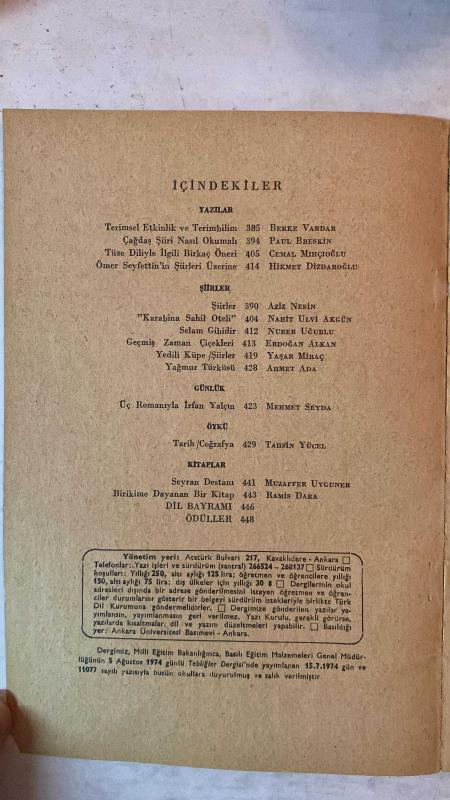 İÇİNDEKİLER
YAZILAR
Terimsel Etkinlik ve Terimbilim 385 BERKE VARDAR
Çağdaş Şiiri Nasıl Okumalı 394 PAUL BRESKİN
Tüze Diliyle İlgili Birkaç Öneri 405 CEMAL MIHÇIOĞLU
Ömer Seyfettin'in Şiirleri Üzerine 414 HİKMET DİZDAROĞLU
ŞİİRLER
Şiirler 390 AZİZ NESİN
"Karabina Sahil Oteli" 404 NAHİT ULVİ AKGÜN
Selam Gibidir 412 NURER UĞURLU
Geçmiş Zaman Çiçekleri 413 ERDOĞAN ALKAN
Yedili Küpe/Şiirler 419 YAŞAR MİRAÇ
Yağmur Türküsü 428 AHMET ADA
GÜNLÜK
Üç Romanıyla İrfan Yalçın 423 MEHMET SEYDA
ÖYKÜ
Tarih/Coğrafya 429 TAHSİN YÜCEL
KİTAPLAR
Seyran Destanı 441 MUZAFFER UYGUNER
Birikime Dayanan Bir Kitap 443 RAMİS DARA
DİL BAYRAMI 446
ÖDÜLLER 448
Yönetim yeri: Atatürk Bulvarı 217, Kavaklıdere - Ankara □
Telefonlar: Yazı işleri ve sürdürüm (santral) 266524 - 268137 □ Sürdürüm
koşulları: Yıllığı 250, altı aylığı 125 lira; öğretmen ve öğrencilere yıllığı
150, altı aylığı 75 lira; dış ülkeler için yıllığı 30 $ □ Dergilerinin okul
adresleri dışında bir adrese gönderilmesini isteyen öğretmen ve öğren-
ciler durumlarını gösterir bir belgeyi sürdürüm istekleriyle birlikte Türk
Dil Kurumuna göndermelidirler. □ Dergimize gönderilen yazılar ya-
yımlansın, yayımlanmasın geri verilmez. Yazı Kurulu, gerekli görürse,
yazılarda kısaltmalar, dil ve yazım düzeltmeleri yapabilir. □ Basıldığı
yer: Ankara Üniversitesi Basımevi - Ankara.
Dergimiz, Milli Eğitim Bakanlığınca, Basılı Eğitim Malzemeleri Genel Müdür-
lüğünün 5 Ağustos 1974 günlü Tebliğler Dergisi'nde yayımlanan 15.7.1974 gün ve
11077 sayılı yazısıyla bütün okullara duyurulmuş ve salık verilmiştir.